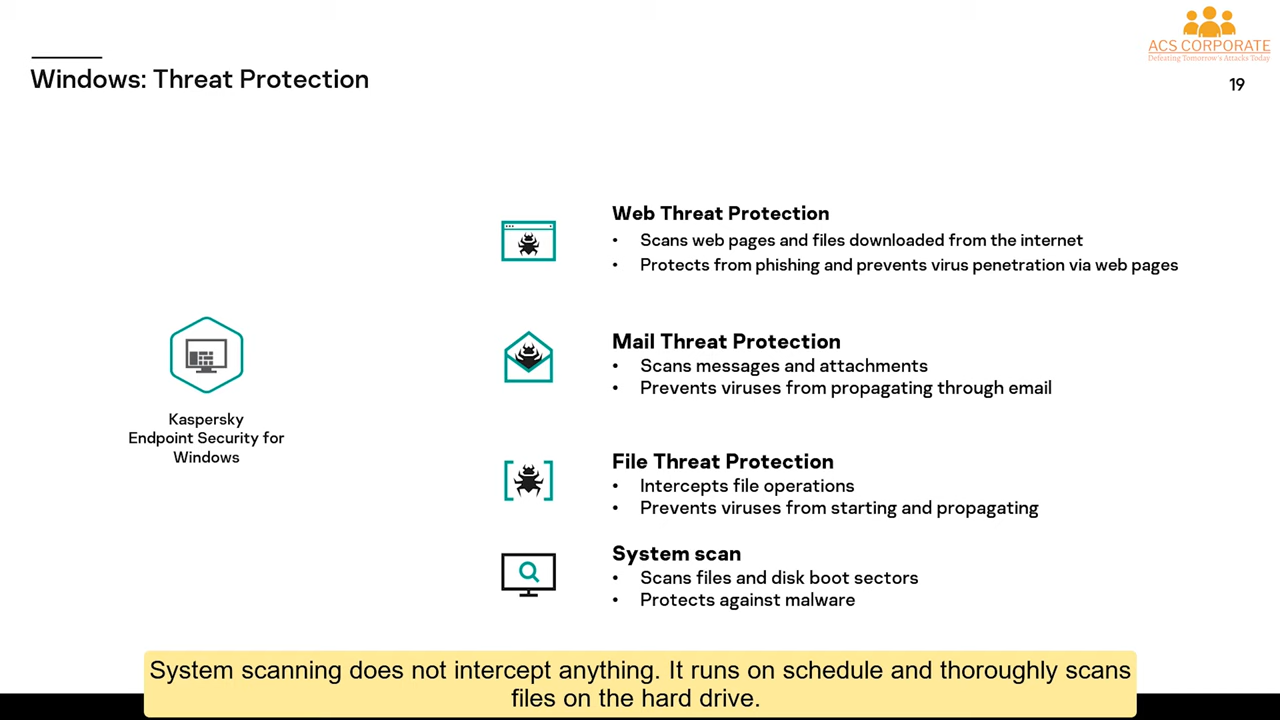 ACS CORPORATE
Defeating Tomorrow's Attacks Today
Windows: Threat Protection
19
Web Threat Protection
• Scans web pages and files downloaded from the internet
• Protects from phishing and prevents virus penetration via web pages
Mail Threat Protection
• Scans messages and attachments
• Prevents viruses from propagating through email
Kaspersky
Endpoint Security for
Windows
File Threat Protection
• Intercepts file operations
• Prevents viruses from starting and propagating
System scan
• Scans files and disk boot sectors
• Protects against malware
System scanning does not intercept anything. It runs on schedule and thoroughly scans
files on the hard drive.